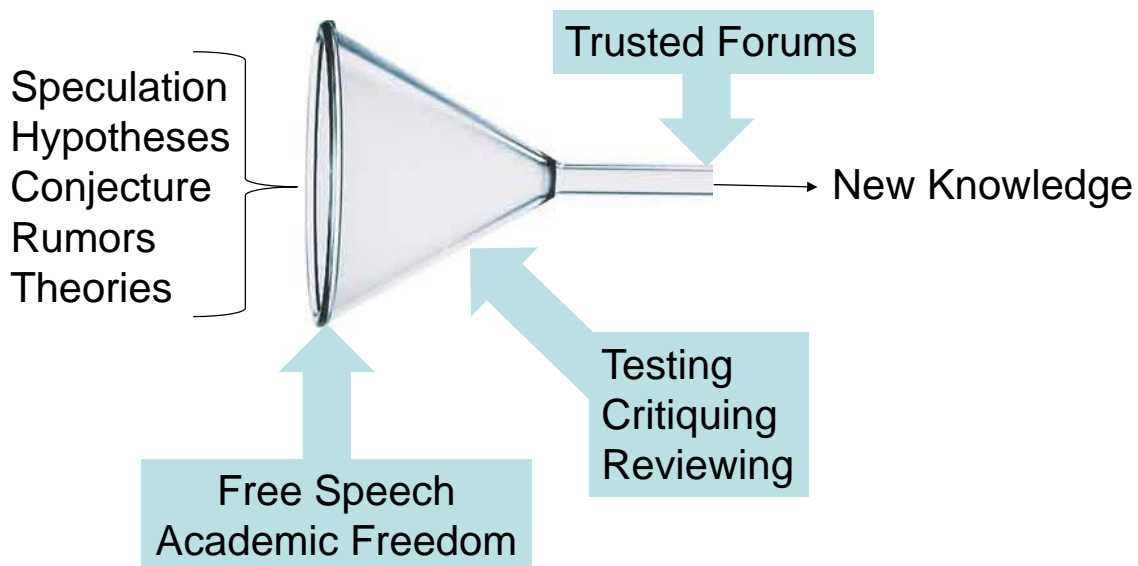 Trusted Forums
Speculation
Hypotheses
Conjecture
Rumors
Theories
New Knowledge
Testing
Critiquing
Reviewing
Free Speech
Academic Freedom